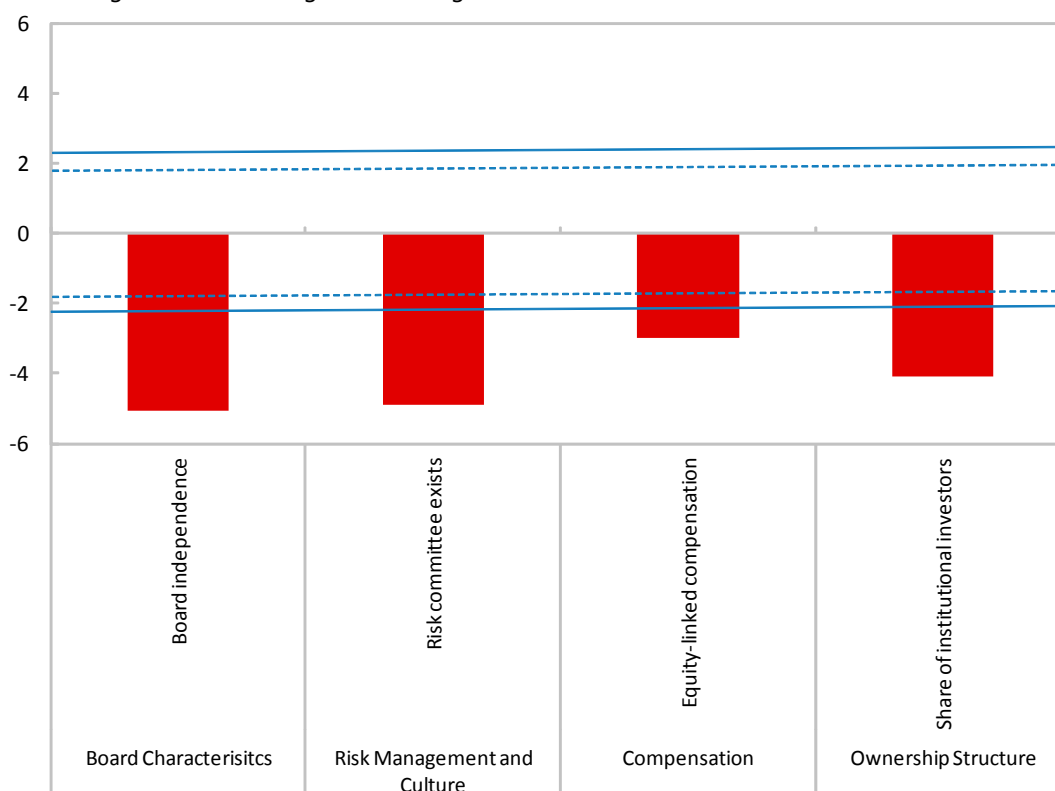 6
4
2
0
-2
-4
-6
Board independence
Risk committee exists
Equity-linked compensation
Share of institutional investors
Board Characterisitcs
Risk Management and
Culture
Compensation
Ownership Structure